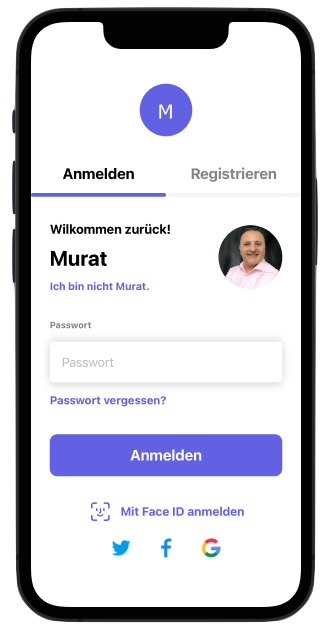 M
Anmelden Registrieren
Wilkommen zurück!
Murat
Ich bin nicht Murat.
Passwort
Passwort
Passwort vergessen?
Anmelden
Mit Face ID anmelden